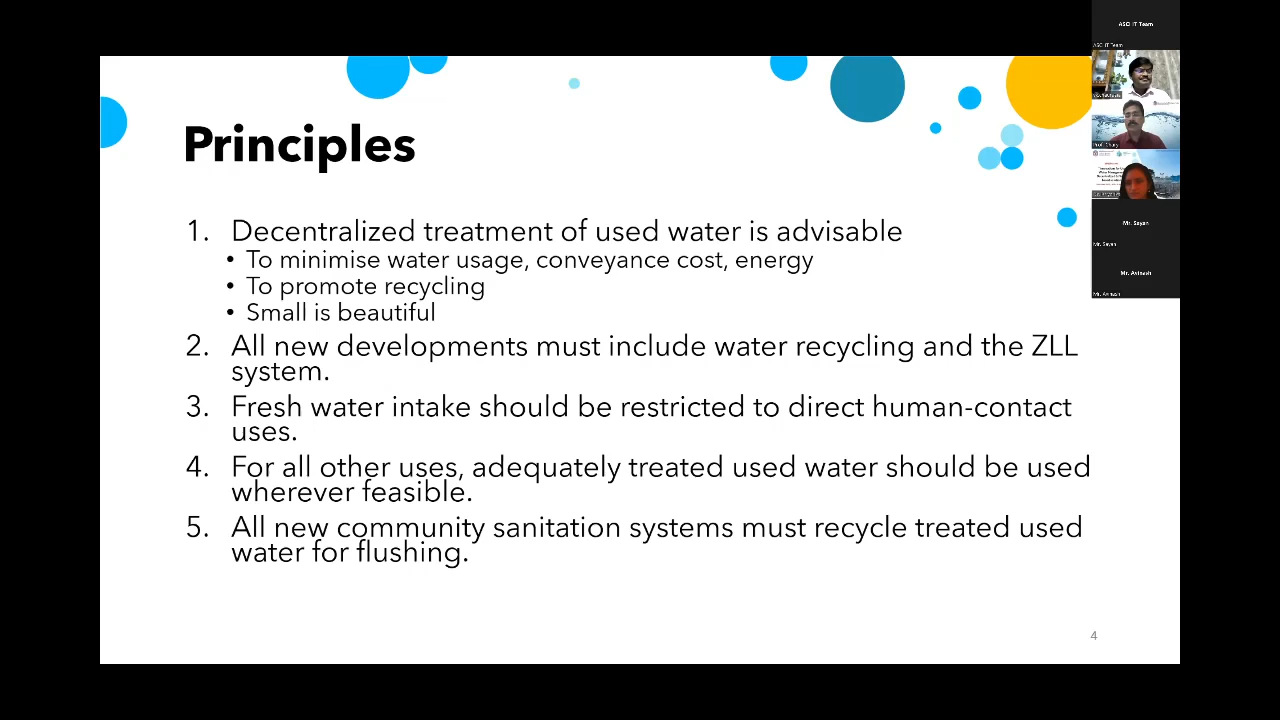 ASCI IT Team
ASCI IT Team
Prof. Chary
Mr. Sayan
Mr. Sayan
Mr. Avinash
Mr. Avinash
Principles
1. Decentralized treatment of used water is advisable
• To minimise water usage, conveyance cost, energy
• To promote recycling
• Small is beautiful
2. All new developments must include water recycling and the ZLL
system.
3. Fresh water intake should be restricted to direct human-contact
uses.
4. For all other uses, adequately treated used water should be used
wherever feasible.
5. All new community sanitation systems must recycle treated used
water for flushing.
4